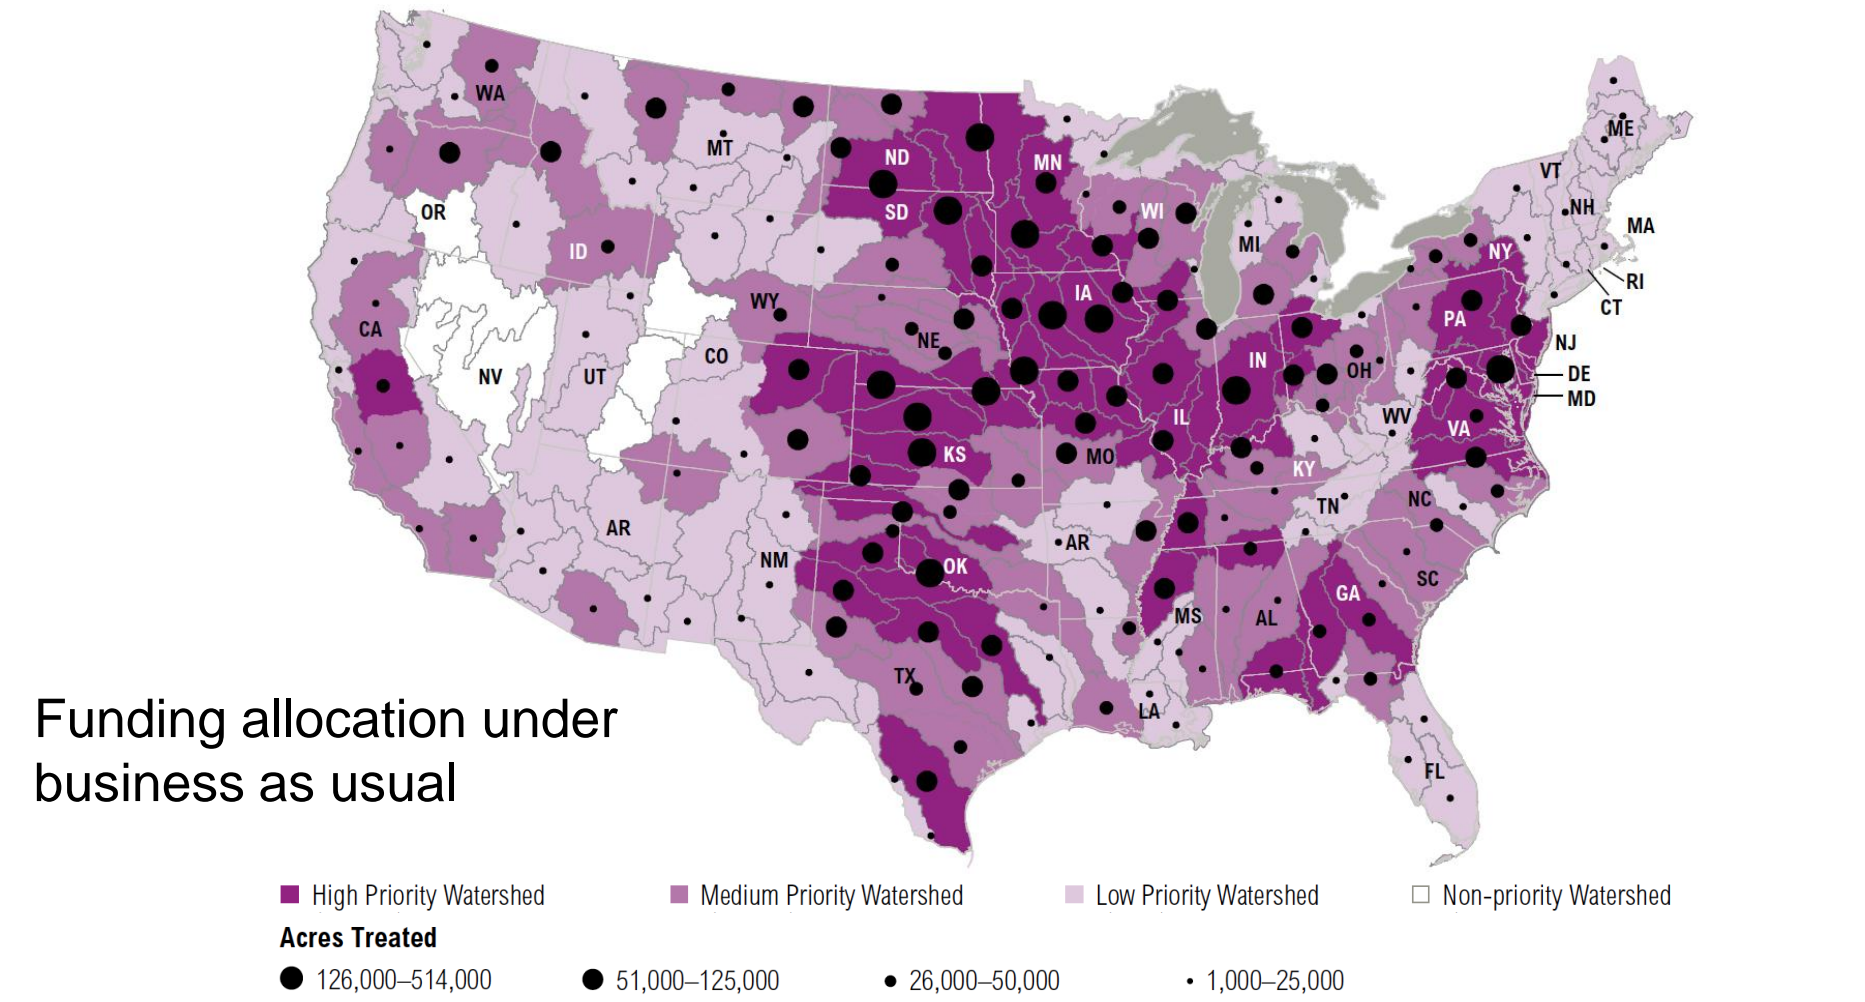 WA
MT
ND
MN
VT
ME
OR
SD
WI
NH
MA
ID
MI
NY
RI
CT
WY
IA
CA
PA
NE
NJ
CO
IN
OH
DE
NV
UT
MD
IL
WV
VA
KS
MO
KY
NC
TN
AR
AR
NM
OK
SC
GA
MS
AL
TX
LA
FL
Funding allocation under
business as usual
High Priority Watershed Medium Priority Watershed Low Priority Watershed Non-priority Watershed
Acres Treated
126,000–514,000 51,000–125,000 26,000–50,000 1,000–25,000